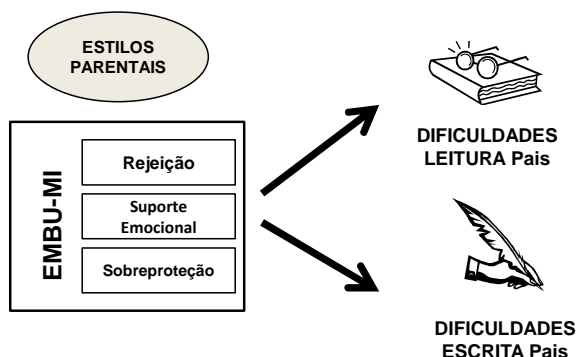 ESTILOS
PARENTAIS
EMBU-MI
Rejeição
Suporte
Emocional
Sobreproteção
DIFICULDADES
LEITURA Pais
DIFICULDADES
ESCRITA Pais